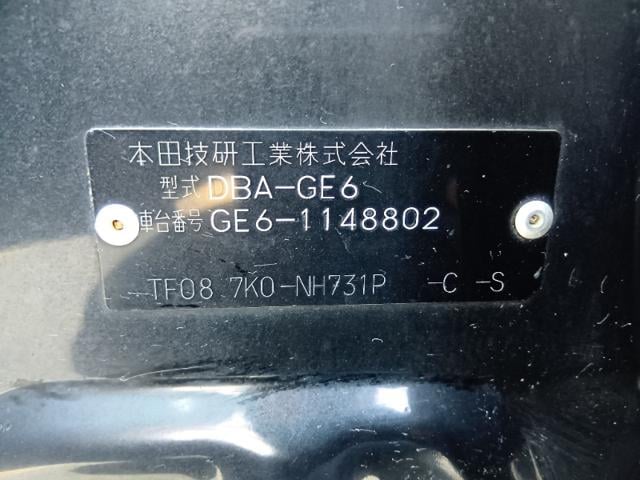 本田技研工業株式会社
型式 DBA-GE6
車台番号 GE6-1148802
-TF08 7K0-NH731P -C -S